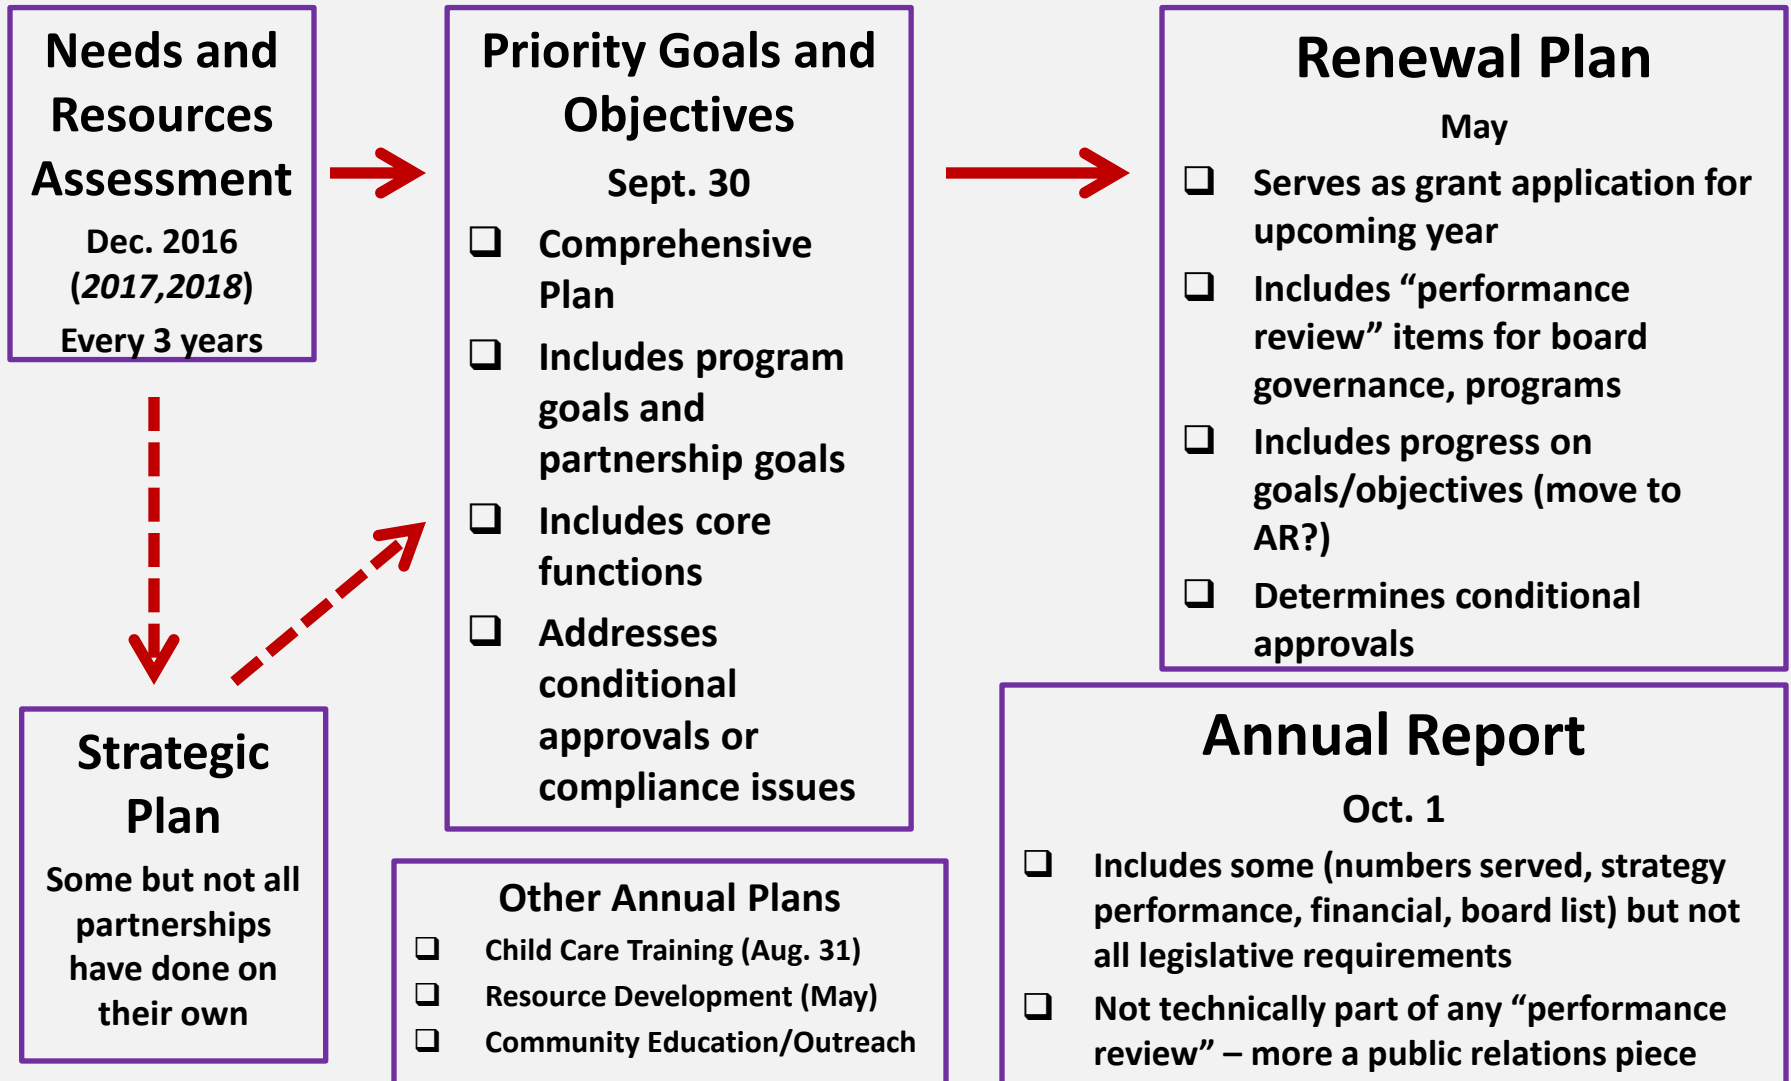 Needs and
Resources
Assessment
Dec. 2016
(2017,2018)
Every 3 years
Priority Goals and
Objectives
Sept. 30
❑ Comprehensive
Plan
❑ Includes program
goals and
partnership goals
❑ Includes core
functions
❑ Addresses
conditional
approvals or
compliance issues
Renewal Plan
May
❑ Serves as grant application for
upcoming year
❑ Includes “performance
review” items for board
governance, programs
❑ Includes progress on
goals/objectives (move to
AR?)
❑ Determines conditional
approvals
Strategic
Plan
Some but not all
partnerships
have done on
their own
Other Annual Plans
❑ Child Care Training (Aug. 31)
❑ Resource Development (May)
❑ Community Education/Outreach
Annual Report
Oct. 1
❑ Includes some (numbers served, strategy
performance, financial, board list) but not
all legislative requirements
❑ Not technically part of any “performance
review” – more a public relations piece